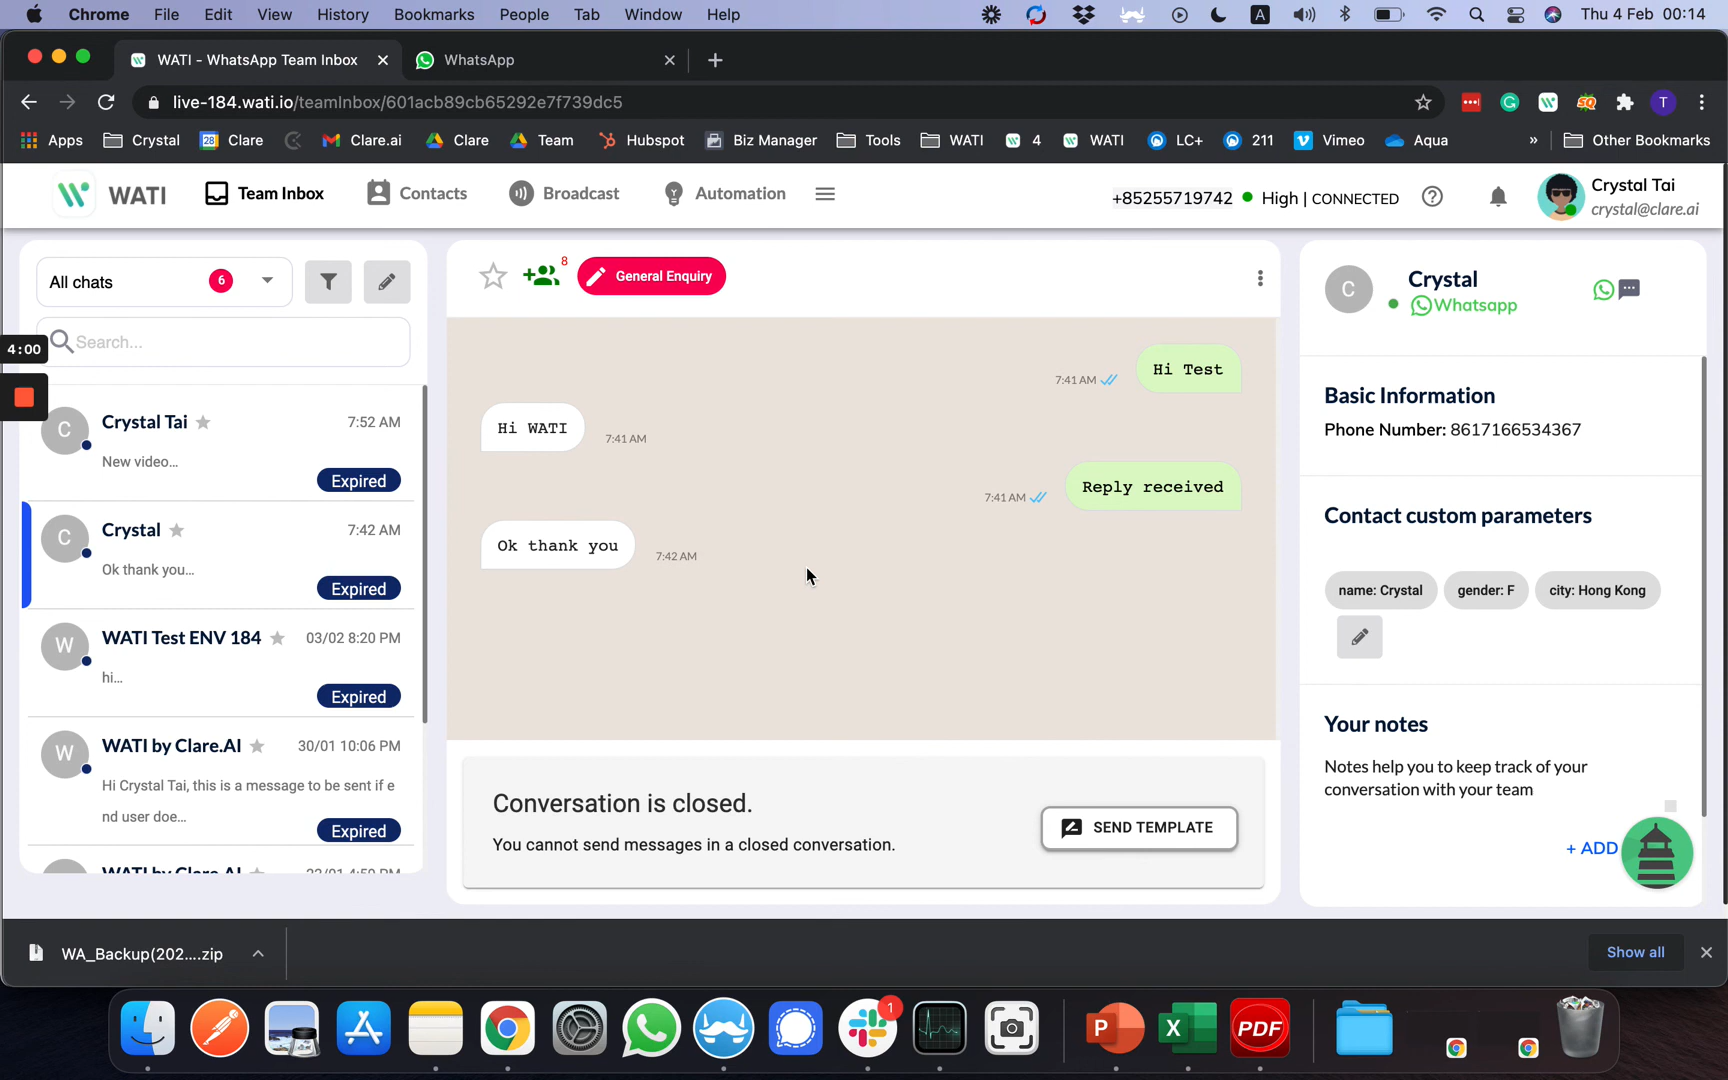 Chrome File Edit View History Bookmarks People Tab Window Help A Thu 4 Feb 00:14
WATI - WhatsApp Team Inbox WhatsApp
live-184.wati.io/teamInbox/601acb89cb65292e7f739dc5 T
Apps Crystal 28 Clare Clare.ai Clare Team Hubspot Biz Manager Tools WATI 4 WATI LC+ 211 Vimeo Aqua » Other Bookmarks
WATI Team Inbox Contacts Broadcast Automation +85255719742 High | CONNECTED Crystal Tai
crystal@clare.ai
All chats 6
Search...
4:00
Crystal Tai 7:52 AM
New video...
Expired
Crystal 7:42 AM
Ok thank you...
Expired
WATI Test ENV 184 03/02 8:20 PM
hi...
Expired
WATI by Clare.AI 30/01 10:06 PM
Hi Crystal Tai, this is a message to be sent if e
nd user doe...
Expired
8 General Enquiry
Hi Test
7:41 AM
Hi WATI
7:41 AM
Reply received
7:41 AM
Ok thank you
7:42 AM
Conversation is closed.
You cannot send messages in a closed conversation.
SEND TEMPLATE
C Crystal
Whatsapp
Basic Information
Phone Number: 8617166534367
Contact custom parameters
name: Crystal gender: F city: Hong Kong
Your notes
Notes help you to keep track of your
conversation with your team
+ ADD
WA_Backup(202....zip Show all
1
P X PDF